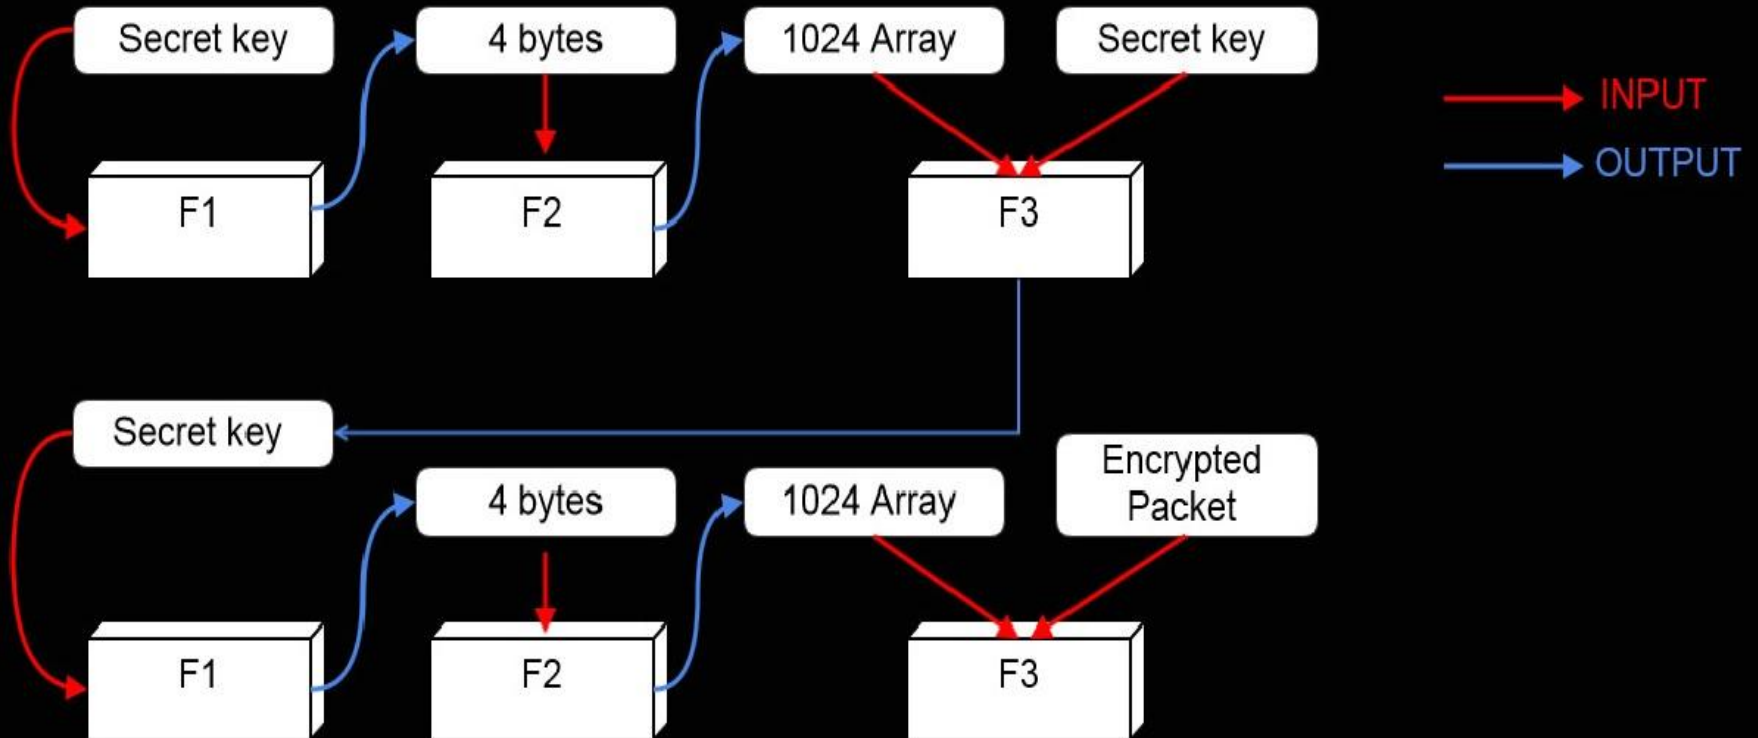 Secret key
4 bytes
1024 Array
Secret key
INPUT
OUTPUT
F1
F2
F3
Secret key
4 bytes
1024 Array
Encrypted
Packet
F1
F2
F3